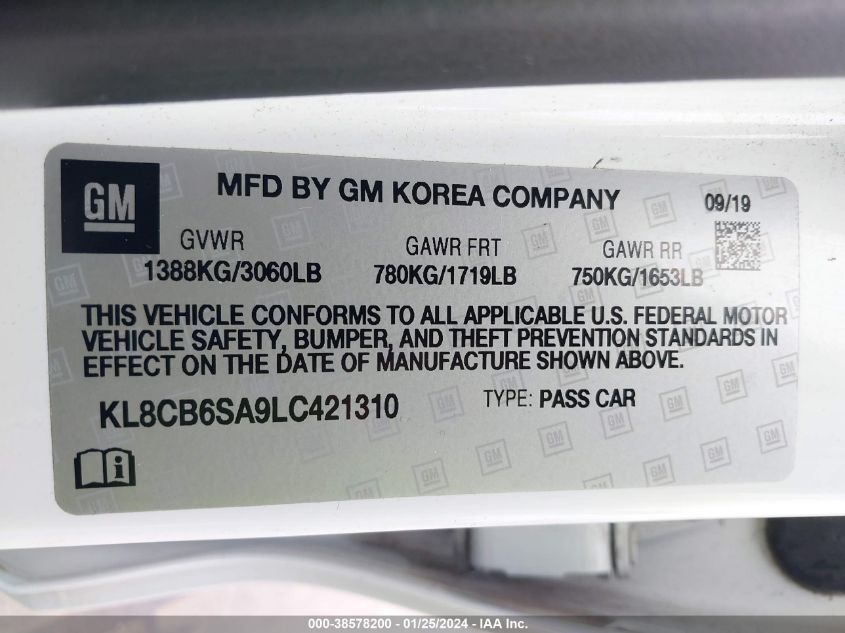 GM
MFD BY GM KOREA COMPANY
09/19
GVWR
GAWR FRT
GAWR RR
1388KG/3060LB
780KG/1719LB
750KG/1653LB
THIS VEHICLE CONFORMS TO ALL APPLICABLE U.S. FEDERAL MOTOR
VEHICLE SAFETY, BUMPER, AND THEFT PREVENTION STANDARDS IN
EFFECT ON THE DATE OF MANUFACTURE SHOWN ABOVE.
KL8CB6SA9LC421310
TYPE: PASS CAR
000-38578200 - 01/25/2024 - IAA Inc.